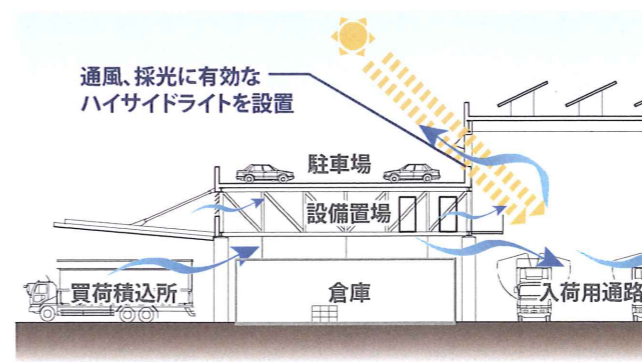 通風、採光に有効な
ハイサイドライトを設置
駐車場
設備置場
買荷積込所
倉庫
入荷用通路